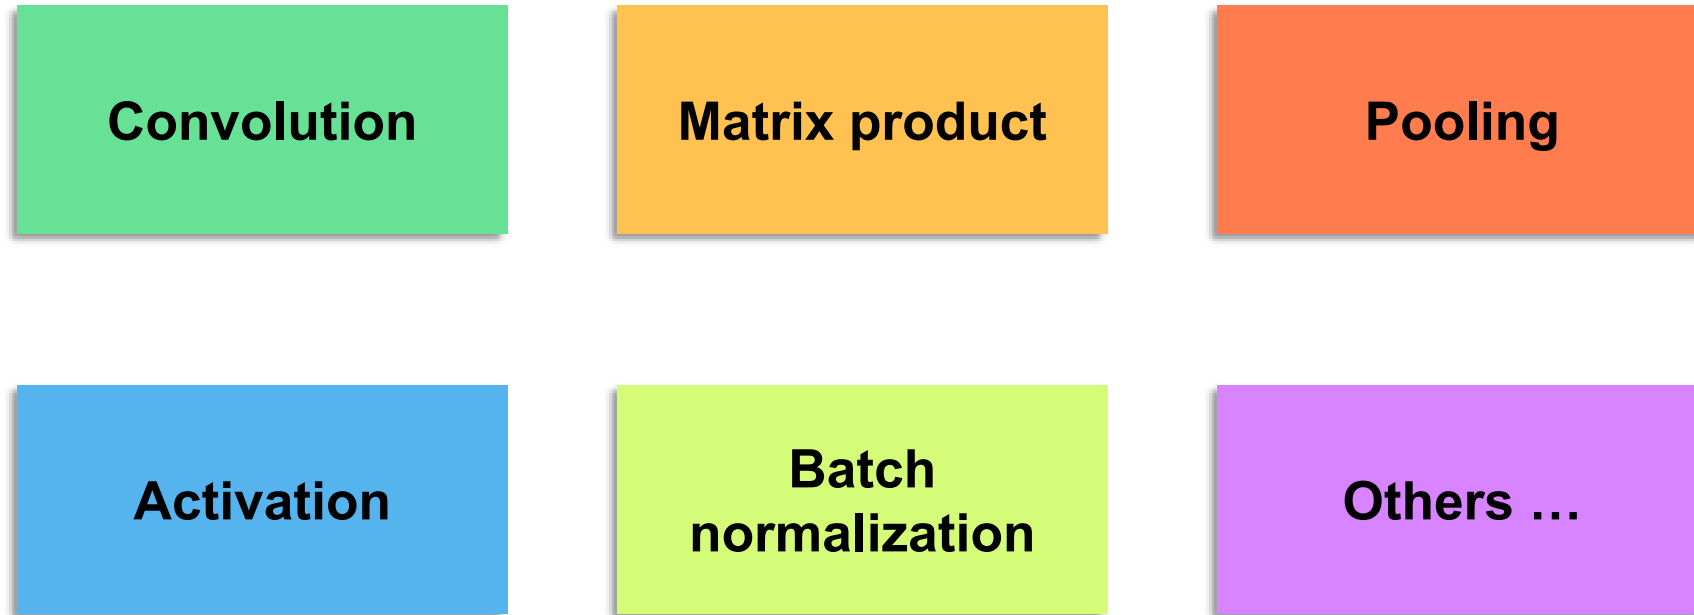 Convolution
Matrix product
Pooling
Activation
Batch
normalization
Others …